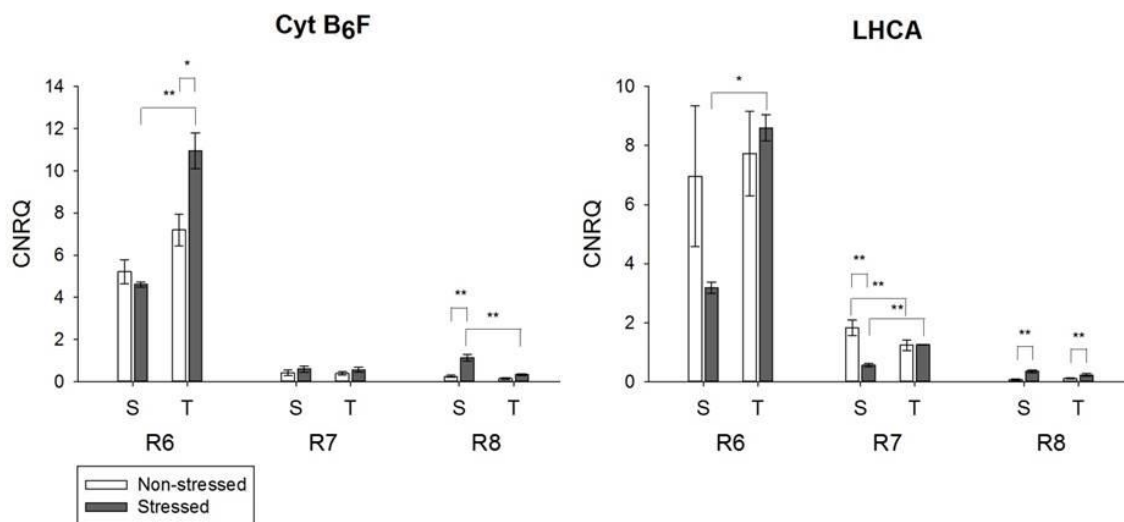 Cyt B6F
CNRQ
14
12
10
8
6
4
2
0
*
**
**
**
S T S T S T
R6 R7 R8
Non-stressed
Stressed
LHCA
CNRQ
10
8
6
4
2
0
*
**
**
**
**
**
S T S T S T
R6 R7 R8